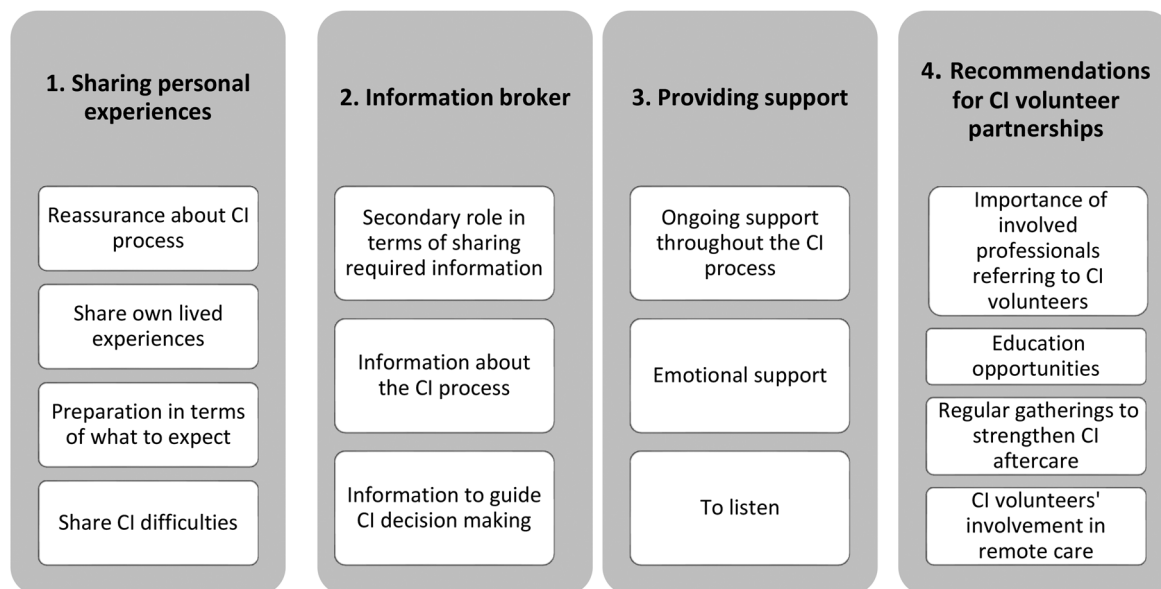 1. Sharing personal
experiences
Reassurance about CI
process
Share own lived
experiences
Preparation in terms
of what to expect
Share CI difficulties
2. Information broker
Secondary role in
terms of sharing
required information
Information about
the CI process
Information to guide
CI decision making
3. Providing support
Ongoing support
throughout the CI
process
Emotional support
To listen
4. Recommendations
for CI volunteer
partnerships
Importance of
involved
professionals
referring to CI
volunteers
Education
opportunities
Regular gatherings to
strengthen CI
aftercare
CI volunteers'
involvement in
remote care